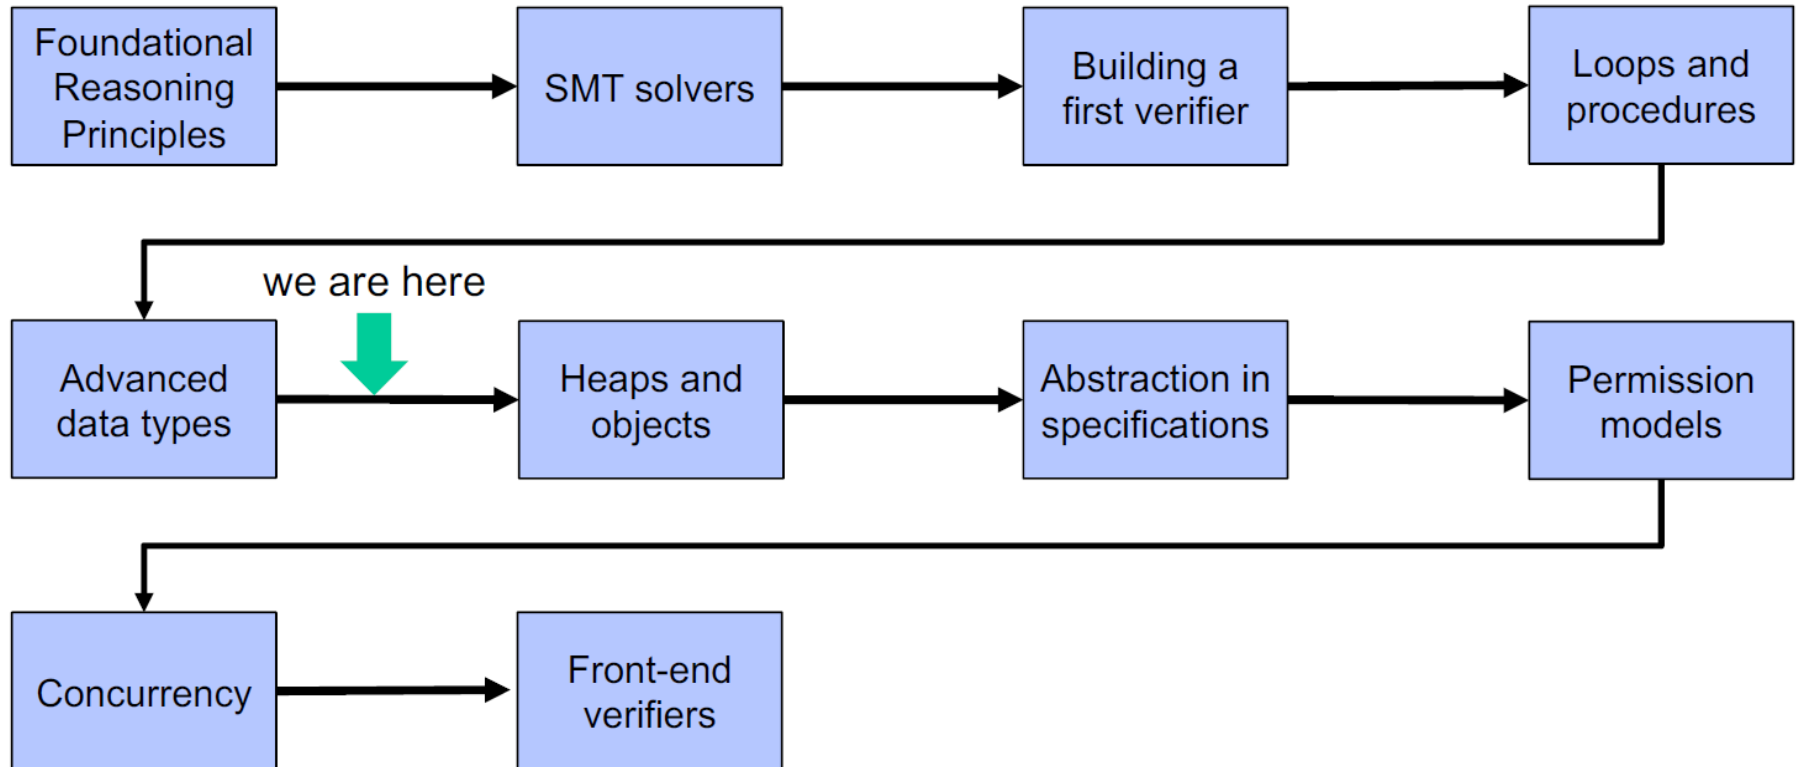 Foundational
Reasoning
Principles
SMT solvers
Building a
first verifier
Loops and
procedures
we are here
Advanced
data types
Heaps and
objects
Abstraction in
specifications
Permission
models
Concurrency
Front-end
verifiers